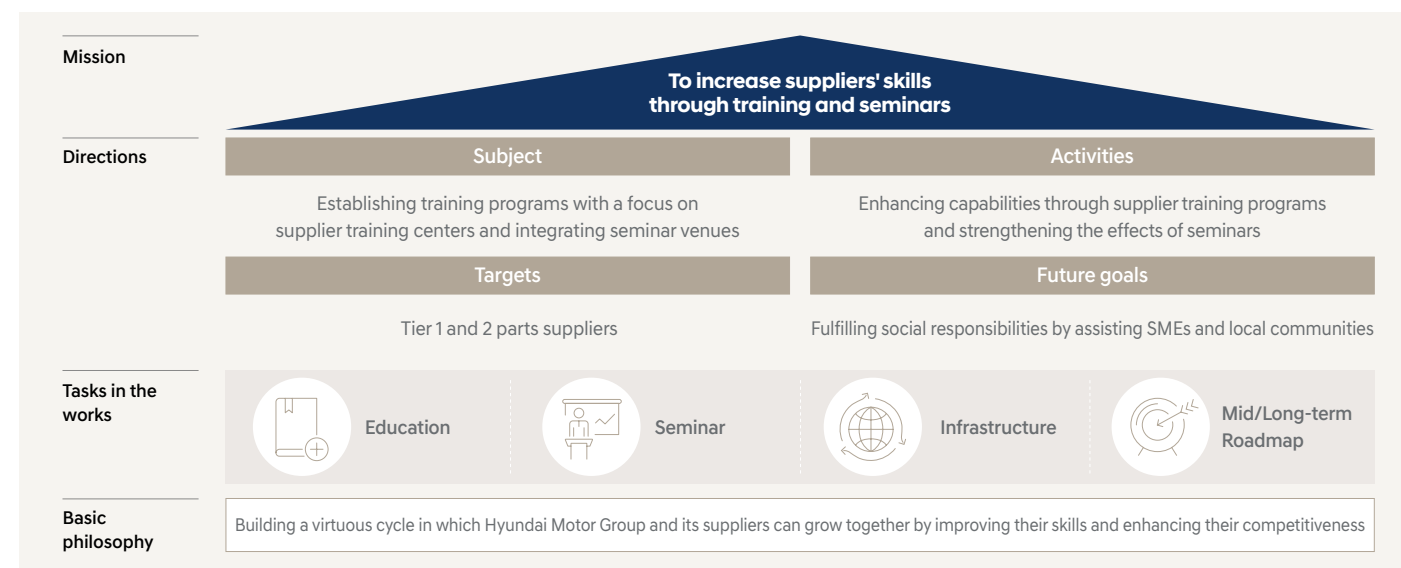 Mission
To increase suppliers' skills
through training and seminars
Directions
Subject
Establishing training programs with a focus on
supplier training centers and integrating seminar venues
Activities
Enhancing capabilities through supplier training programs
and strengthening the effects of seminars
Targets
Tier 1 and 2 parts suppliers
Future goals
Fulfilling social responsibilities by assisting SMEs and local communities
Tasks in the
works
Education
Seminar
Infrastructure
Mid/Long-term
Roadmap
Basic
philosophy
Building a virtuous cycle in which Hyundai Motor Group and its suppliers can grow together by improving their skills and enhancing their competitiveness